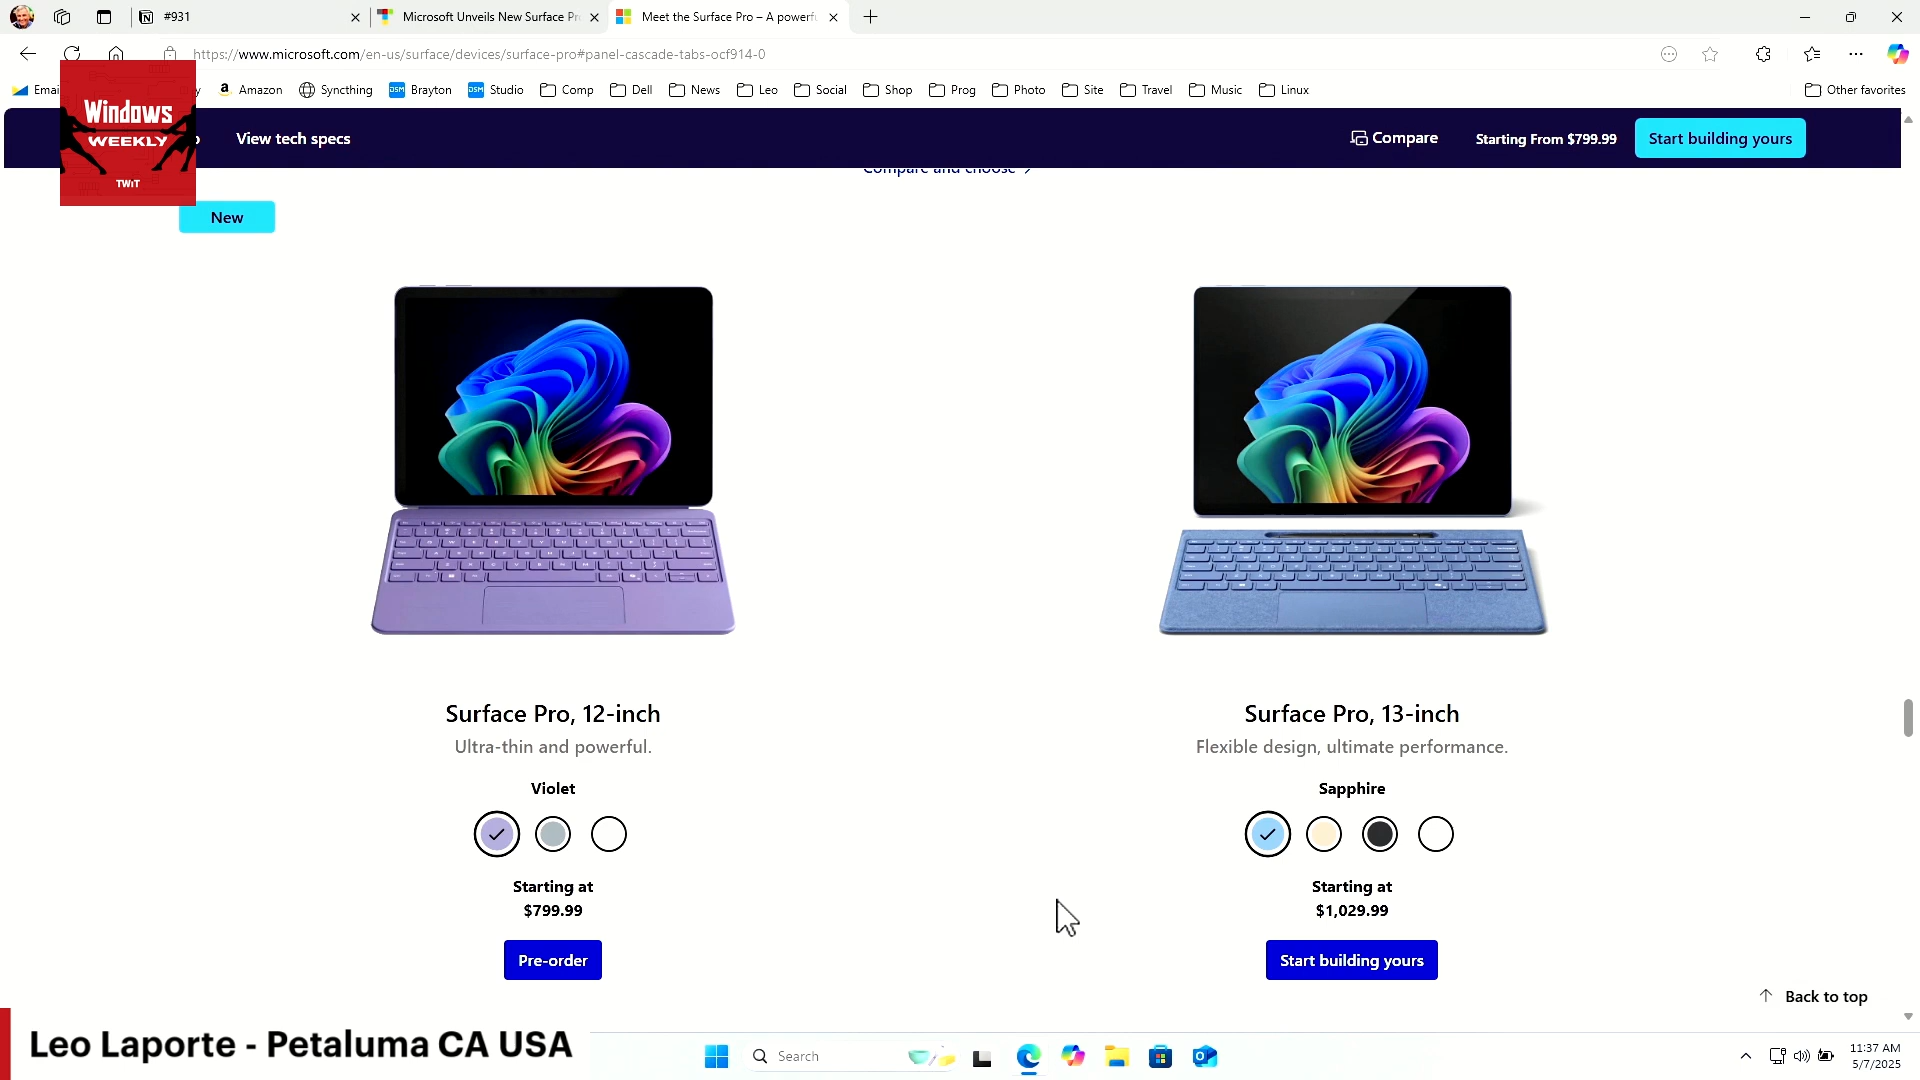 #931
Microsoft Unveils New Surface Pr
Meet the Surface Pro – A powerfu
https://www.microsoft.com/en-us/surface/devices/surface-pro#panel-cascade-tabs-ocf914-0
Emai
Amazon
Syncthing
DSM Brayton
DSM Studio
Comp
Dell
News
Leo
Social
Shop
Prog
Photo
Site
Travel
Music
Linux
Other favorites
Windows
WEEKLY
TWiT
View tech specs
Compare
Starting From $799.99
Start building yours
Compare and choose
New
Surface Pro, 12-inch
Ultra-thin and powerful.
Violet
Starting at
$799.99
Pre-order
Surface Pro, 13-inch
Flexible design, ultimate performance.
Sapphire
Starting at
$1,029.99
Start building yours
Back to top
Leo Laporte - Petaluma CA USA
Search
11:37 AM
5/7/2025